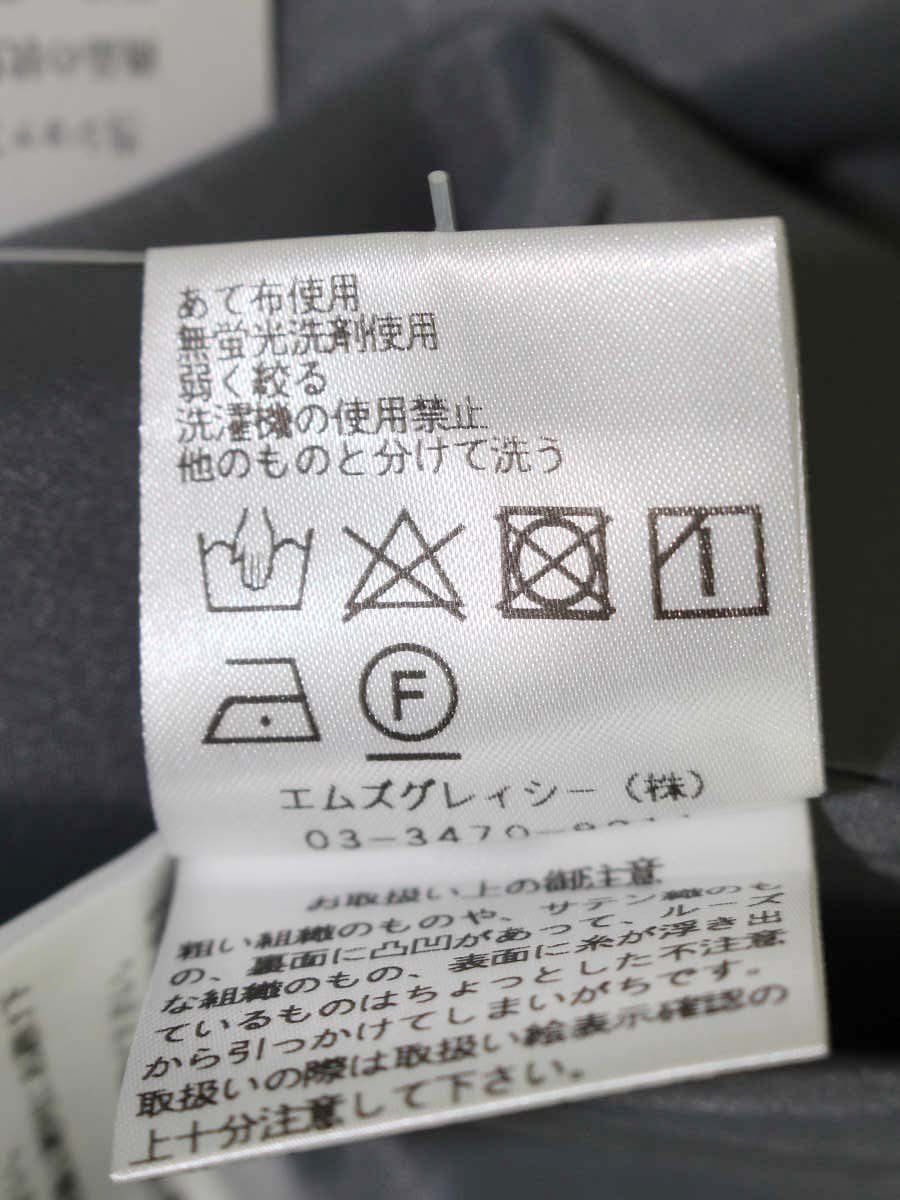 あて布使用
無蛍光洗剤使用
弱く絞る
洗濯機の使用禁止
他のものと分けて洗う
F
エムズグレィシー（株）
お取扱い上の御注意
粗い組織のものや、サテン織のも
の、裏面に凸凹があって、ルーズ
な組織のもの、表面に糸が浮き出
ているものはちょっとした不注意
から引っかけてしまいがちです。
取扱いの際は取扱い絵表示確認の
上十分注意して下さい。